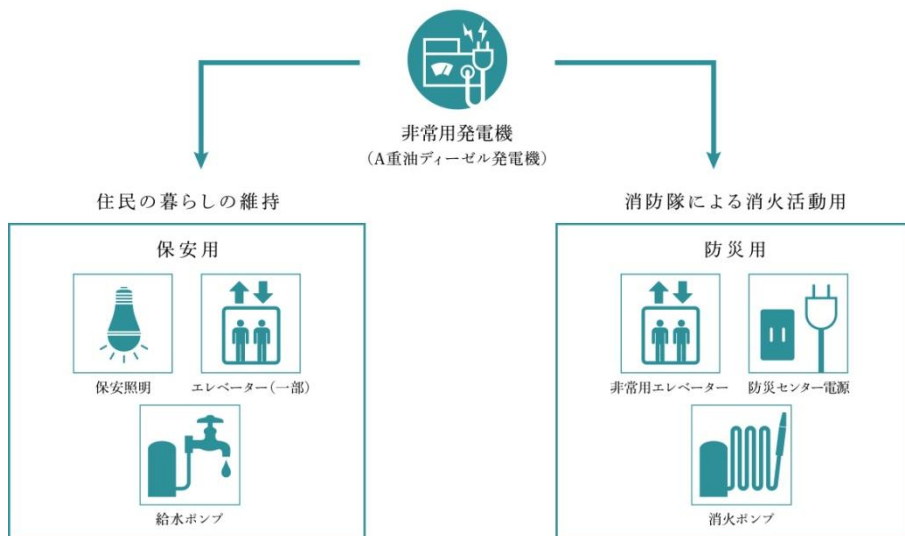 非常用発電機
（A重油ディーゼル発電機）
住民の暮らしの維持
消防隊による消火活動用
保安用
保安照明
エレベーター（一部）
給水ポンプ
防災用
非常用エレベーター
防災センター電源
消火ポンプ